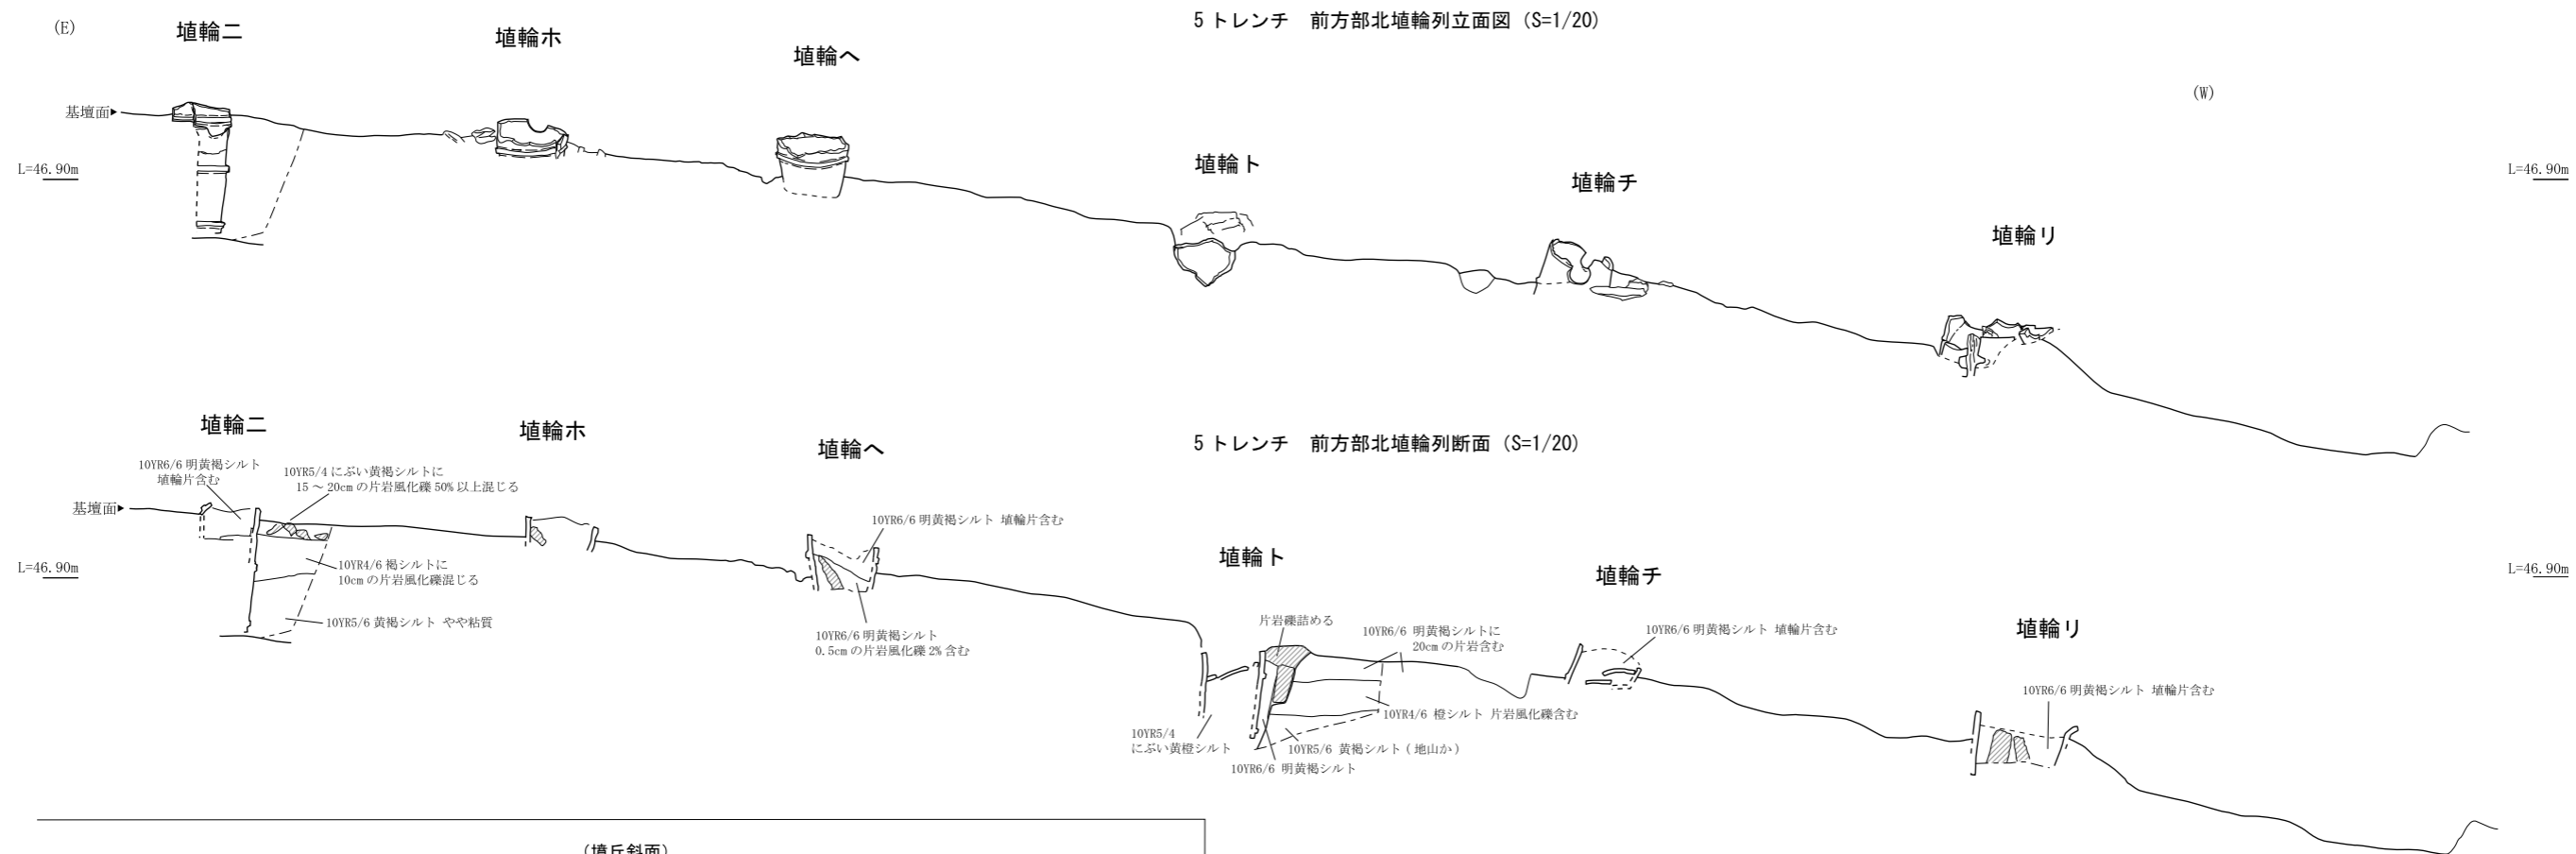 5トレンチ　前方部北埴輪列立面図（S=1/20）
(E)
埴輪ニ
埴輪ホ
埴輪ヘ
(W)
基壇面
L=46.90m
埴輪ト
L=46.90m
埴輪チ
埴輪リ
5トレンチ　前方部北埴輪列断面（S=1/20）
埴輪ニ
埴輪ホ
埴輪ヘ
10YR6/6 明黄褐シルト
埴輪片含む
10YR5/4 にぶい黄褐シルトに
15～20cmの片岩風化礫50%以上混じる
基壇面
10YR6/6 明黄褐シルト 埴輪片含む
L=46.90m
10YR4/6 褐シルトに
10cmの片岩風化礫混じる
埴輪ト
埴輪チ
L=46.90m
10YR5/6 黄褐シルト やや粘質
10YR6/6 明黄褐シルト
0.5cmの片岩風化礫2%含む
片岩礫詰める
10YR6/6 明黄褐シルトに
20cmの片岩含む
10YR6/6 明黄褐シルト 埴輪片含む
埴輪リ
10YR6/6 明黄褐シルト 埴輪片含む
10YR4/6 橙シルト 片岩風化礫含む
10YR5/4
にぶい黄橙シルト
10YR5/6 黄褐シルト(地山か)
10YR6/6 明黄褐シルト
（墳丘斜面）